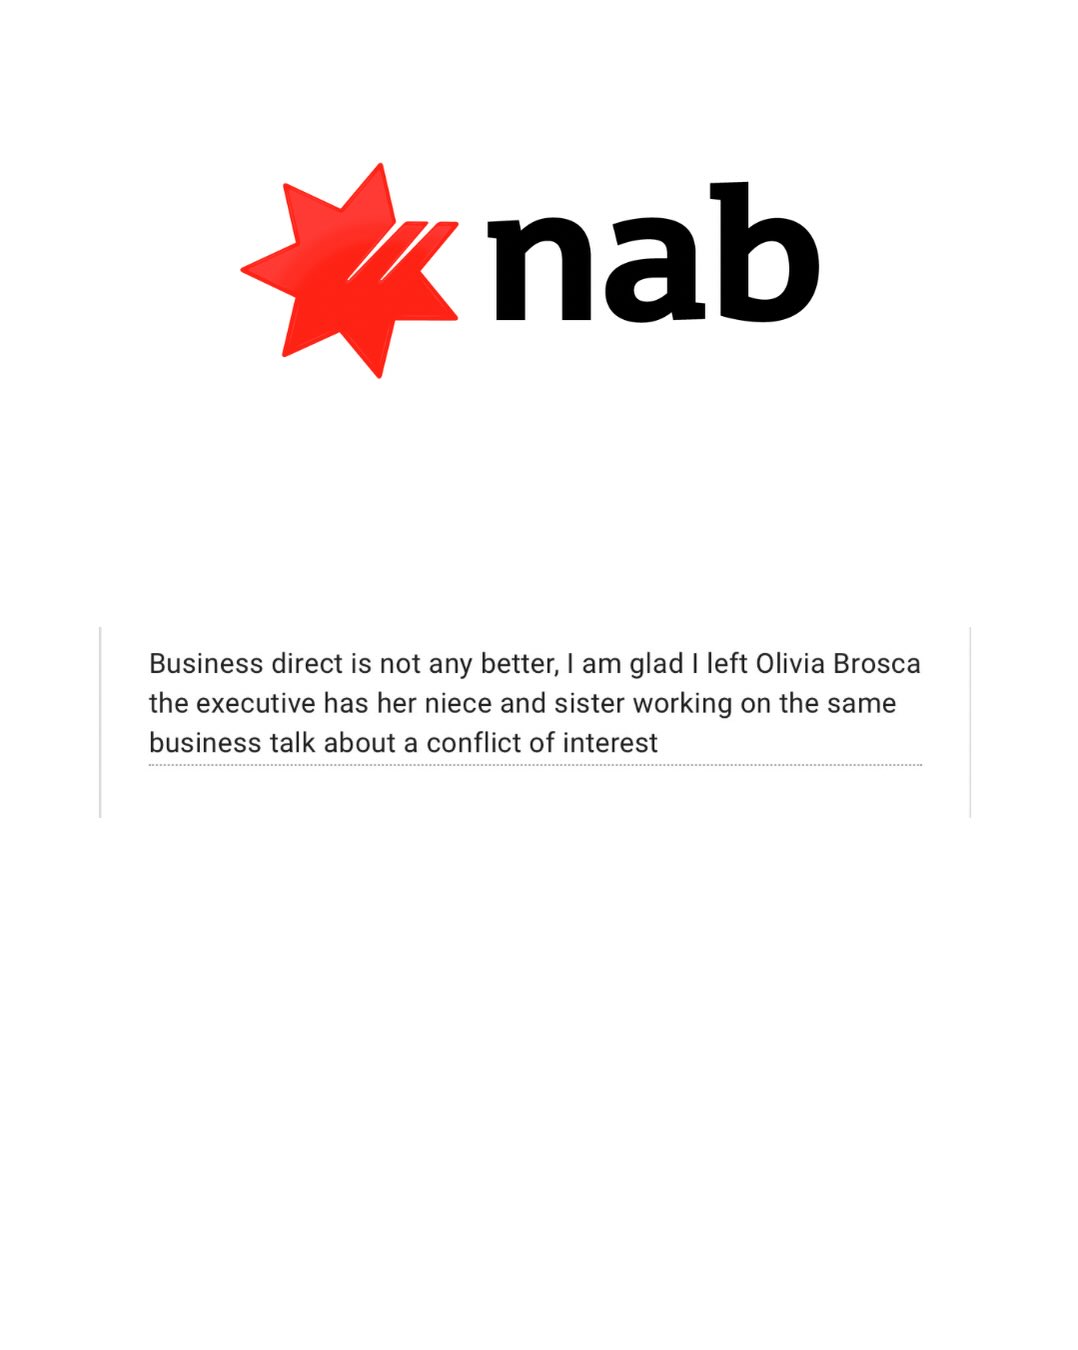 nab
Business direct is not any better, I am glad I left Olivia Brosca
the executive has her niece and sister working on the same
business talk about a conflict of interest